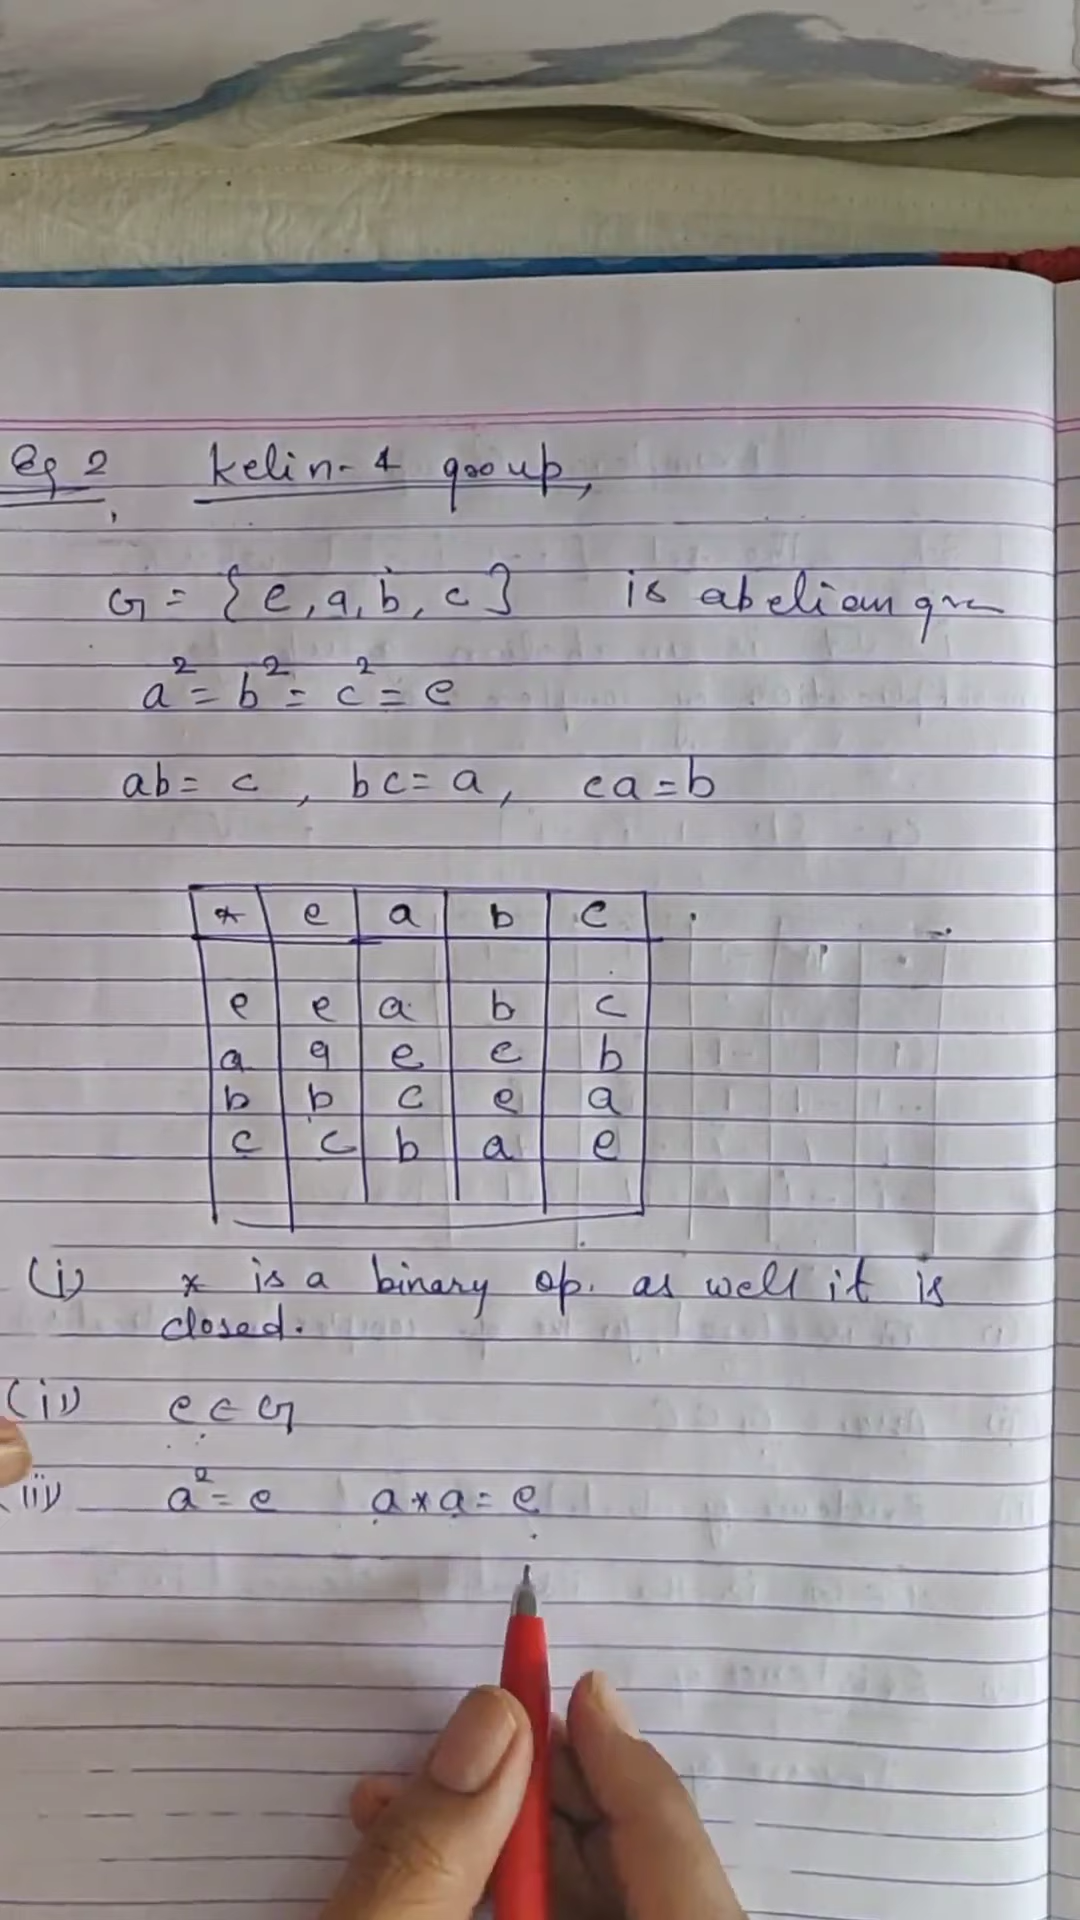 Eg 2 Kelin-4 group,
G = {e, a, b, c} is abelian gr
a² = b² = c² = e
ab = c , bc = a , ca = b
* e a b c
e e a b c
a a e e b
b b c e a
c c b a e
(i) * is a binary op. as well it is
closed.
(ii) e ∈ G
(iii) a² = e a * a = e